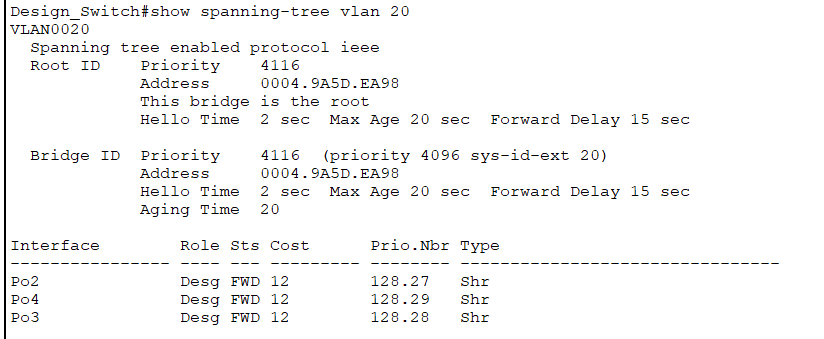 Design_Switch#show spanning-tree vlan 20
VLAN0020
  Spanning tree enabled protocol ieee
  Root ID    Priority    4116
             Address     0004.9A5D.EA98
             This bridge is the root
             Hello Time  2 sec  Max Age 20 sec  Forward Delay 15 sec

  Bridge ID  Priority    4116  (priority 4096 sys-id-ext 20)
             Address     0004.9A5D.EA98
             Hello Time  2 sec  Max Age 20 sec  Forward Delay 15 sec
             Aging Time  20

Interface        Role Sts Cost      Prio.Nbr Type
---------------- ---- --- --------- -------- --------------------------------
Po2              Desg FWD 12        128.27   Shr
Po4              Desg FWD 12        128.29   Shr
Po3              Desg FWD 12        128.28   Shr